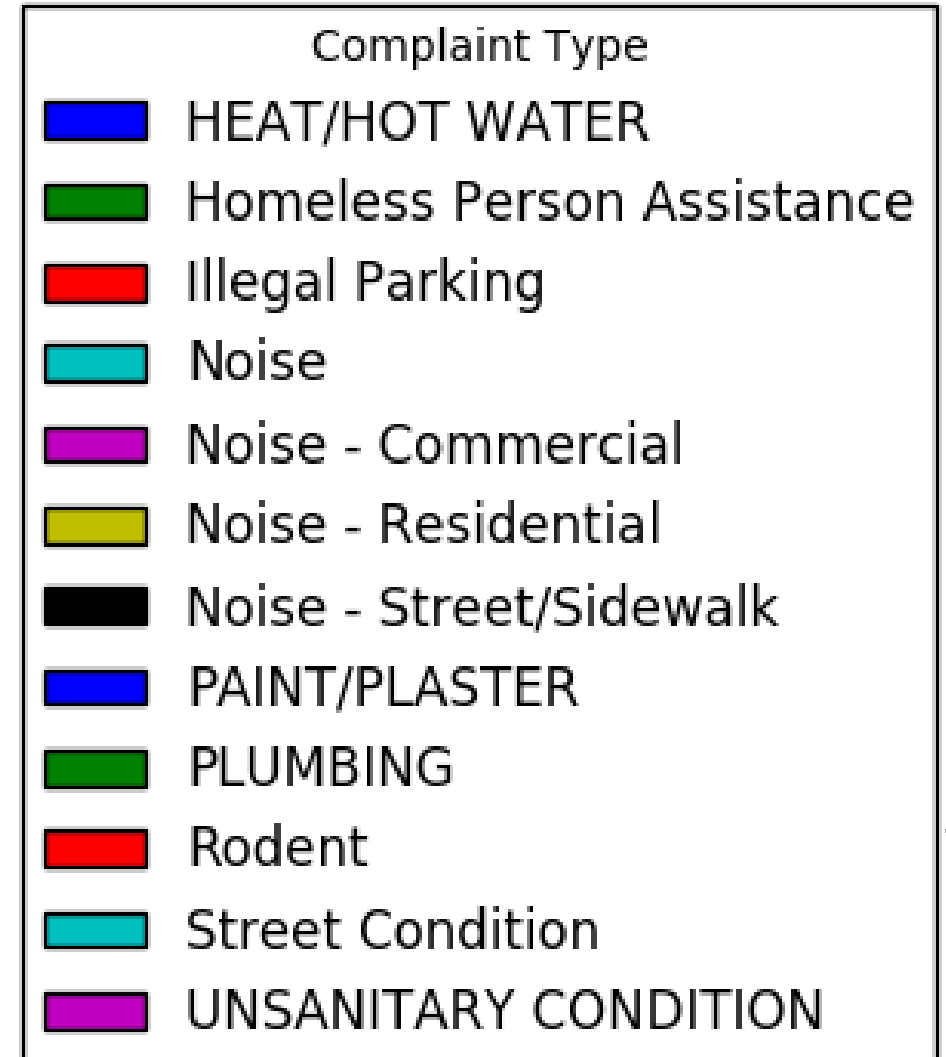 Complaint Type
HEAT/HOT WATER
Homeless Person Assistance
Illegal Parking
Noise
Noise - Commercial
Noise - Residential
Noise - Street/Sidewalk
PAINT/PLASTER
PLUMBING
Rodent
Street Condition
UNSANITARY CONDITION